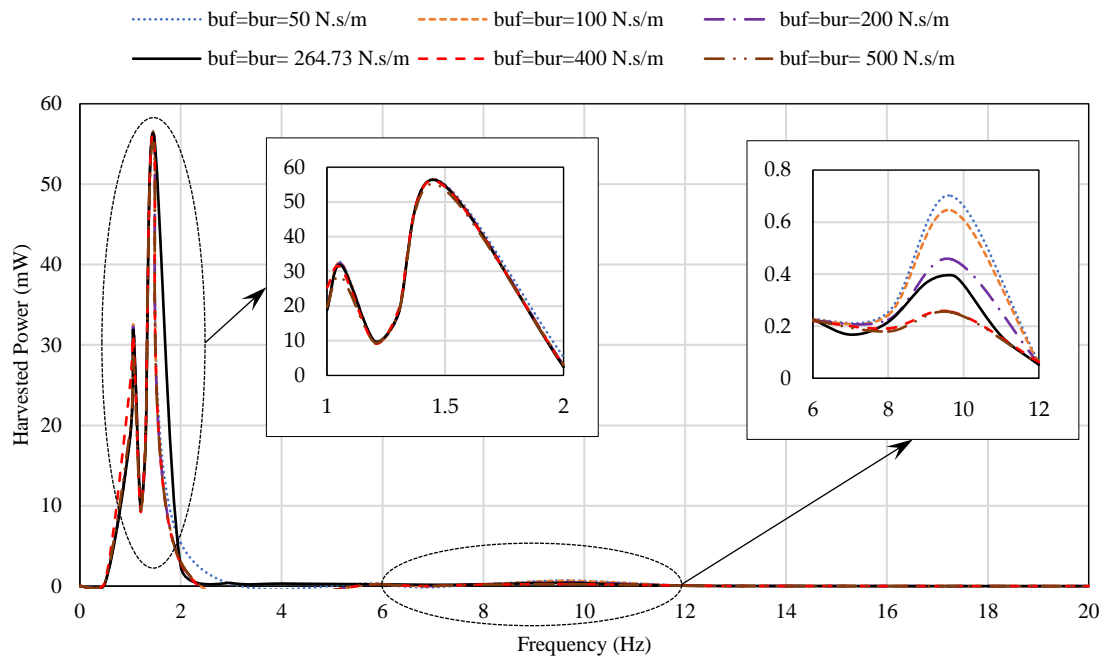 buf=bur=50 N.s/m buf=bur=100 N.s/m buf=bur=200 N.s/m
buf=bur= 264.73 N.s/m buf=bur=400 N.s/m buf=bur= 500 N.s/m
Harvested Power (mW)
60
50
40
30
20
10
0
0 2 4 6 8 10 12 14 16 18 20
Frequency (Hz)
60
50
40
30
20
10
0
1 1.5 2
0.8
0.6
0.4
0.2
0
6 8 10 12